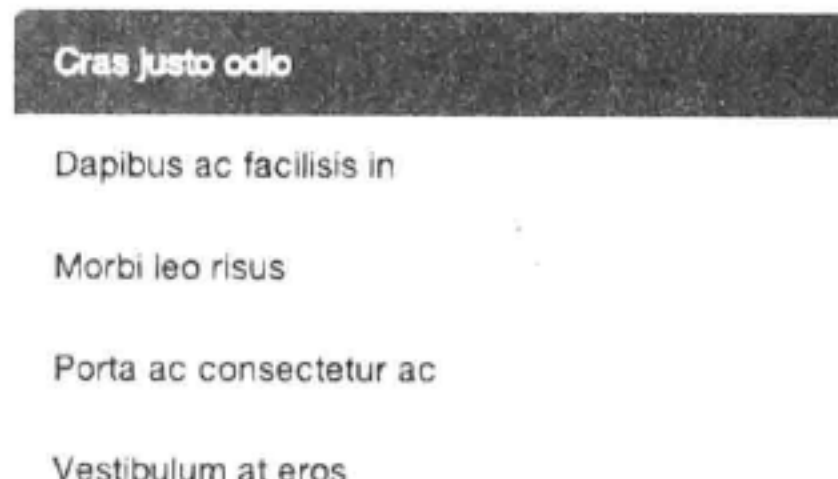 Cras justo odio
Dapibus ac facilisis in
Morbi leo risus
Porta ac consectetur ac
Vestibulum at eros